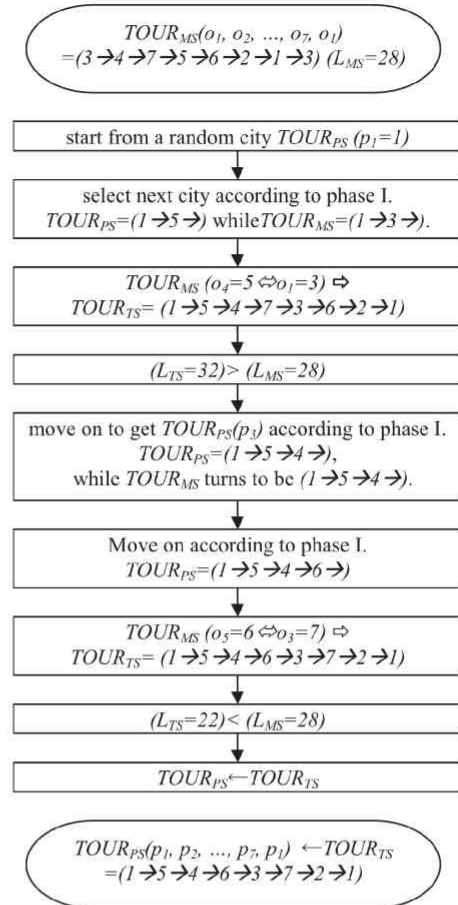 TOUR_MS(o_1, o_2, ..., o_7, o_1)
=(3→4→7→5→6→2→1→3) (L_MS=28)
start from a random city TOUR_PS (p_1=1)
select next city according to phase I.
TOUR_PS=(1→5→) while TOUR_MS=(1→3→).
TOUR_MS (o_4=5⇔o_1=3) ⇨
TOUR_TS= (1→5→4→7→3→6→2→1)
(L_TS=32)> (L_MS=28)
move on to get TOUR_PS(p_3) according to phase I.
TOUR_PS=(1→5→4→),
while TOUR_MS turns to be (1→5→4→).
Move on according to phase I.
TOUR_PS=(1→5→4→6→)
TOUR_MS (o_5=6⇔o_3=7) ⇨
TOUR_TS= (1→5→4→6→3→7→2→1)
(L_TS=22)< (L_MS=28)
TOUR_PS←TOUR_TS
TOUR_PS(p_1, p_2, ..., p_7, p_1) ←TOUR_TS
=(1→5→4→6→3→7→2→1)